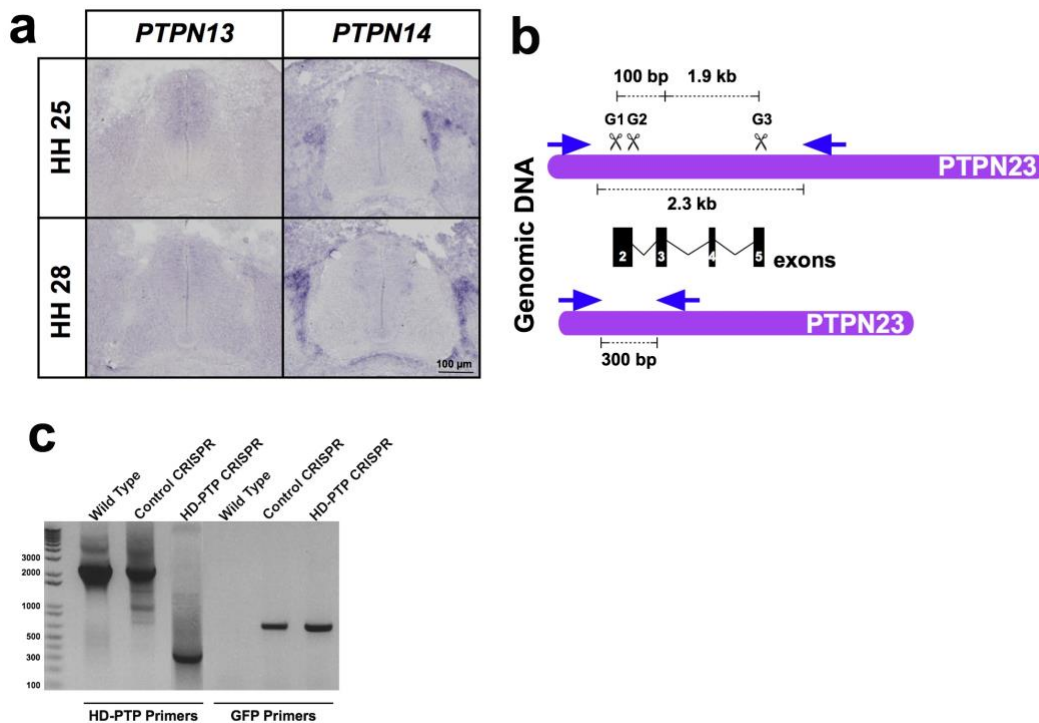 a
PTPN13 PTPN14
HH 25
HH 28
100 µm
b
100 bp 1.9 kb
G1 G2 G3
PTPN23
2.3 kb
Genomic DNA
2 3 4 5 exons
PTPN23
300 bp
c
Wild Type Control CRISPR HD-PTP CRISPR Wild Type Control CRISPR HD-PTP CRISPR
3000
2000
1000
500
300
100
HD-PTP Primers GFP Primers